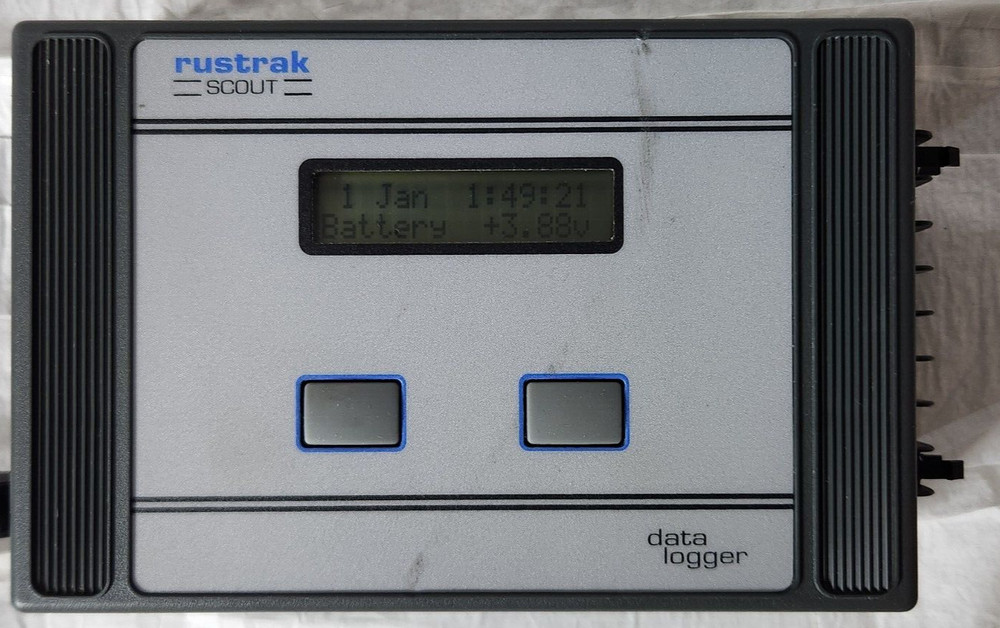 rustrak
SCOUT
1 Jan 1:49:21
Battery +3.88v
data
logger